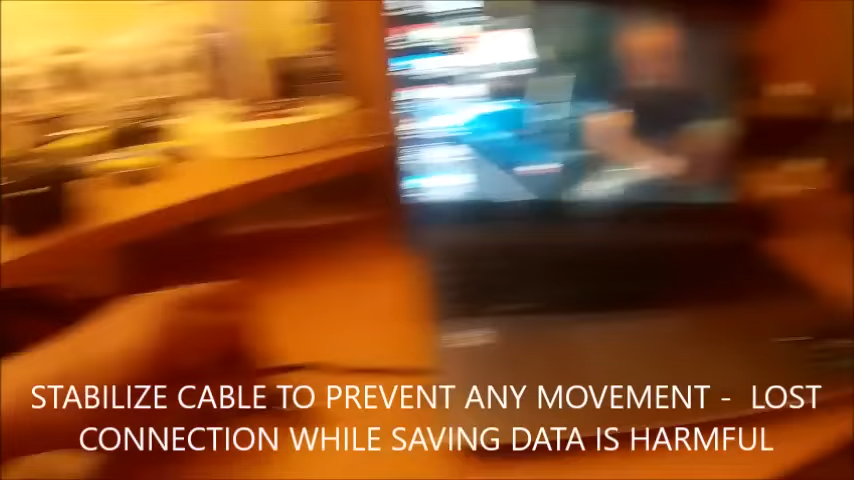 STABILIZE CABLE TO PREVENT ANY MOVEMENT - LOST
CONNECTION WHILE SAVING DATA IS HARMFUL